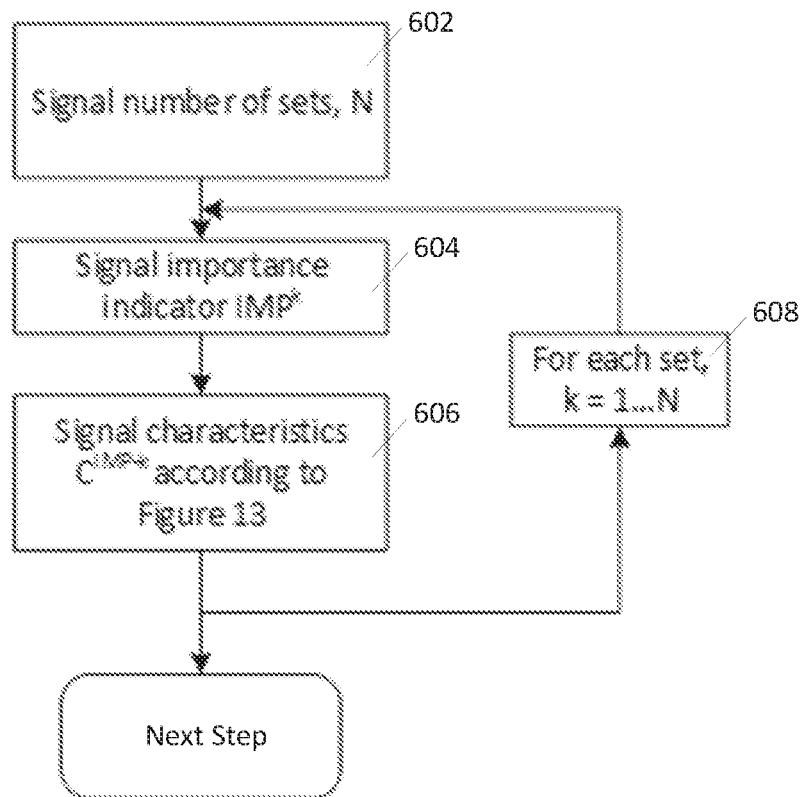 602
Signal number of sets, N
604
Signal importance
indicator IMPᵏ
608
For each set,
k = 1...N
606
Signal characteristics
according to
Figure 13
Next Step